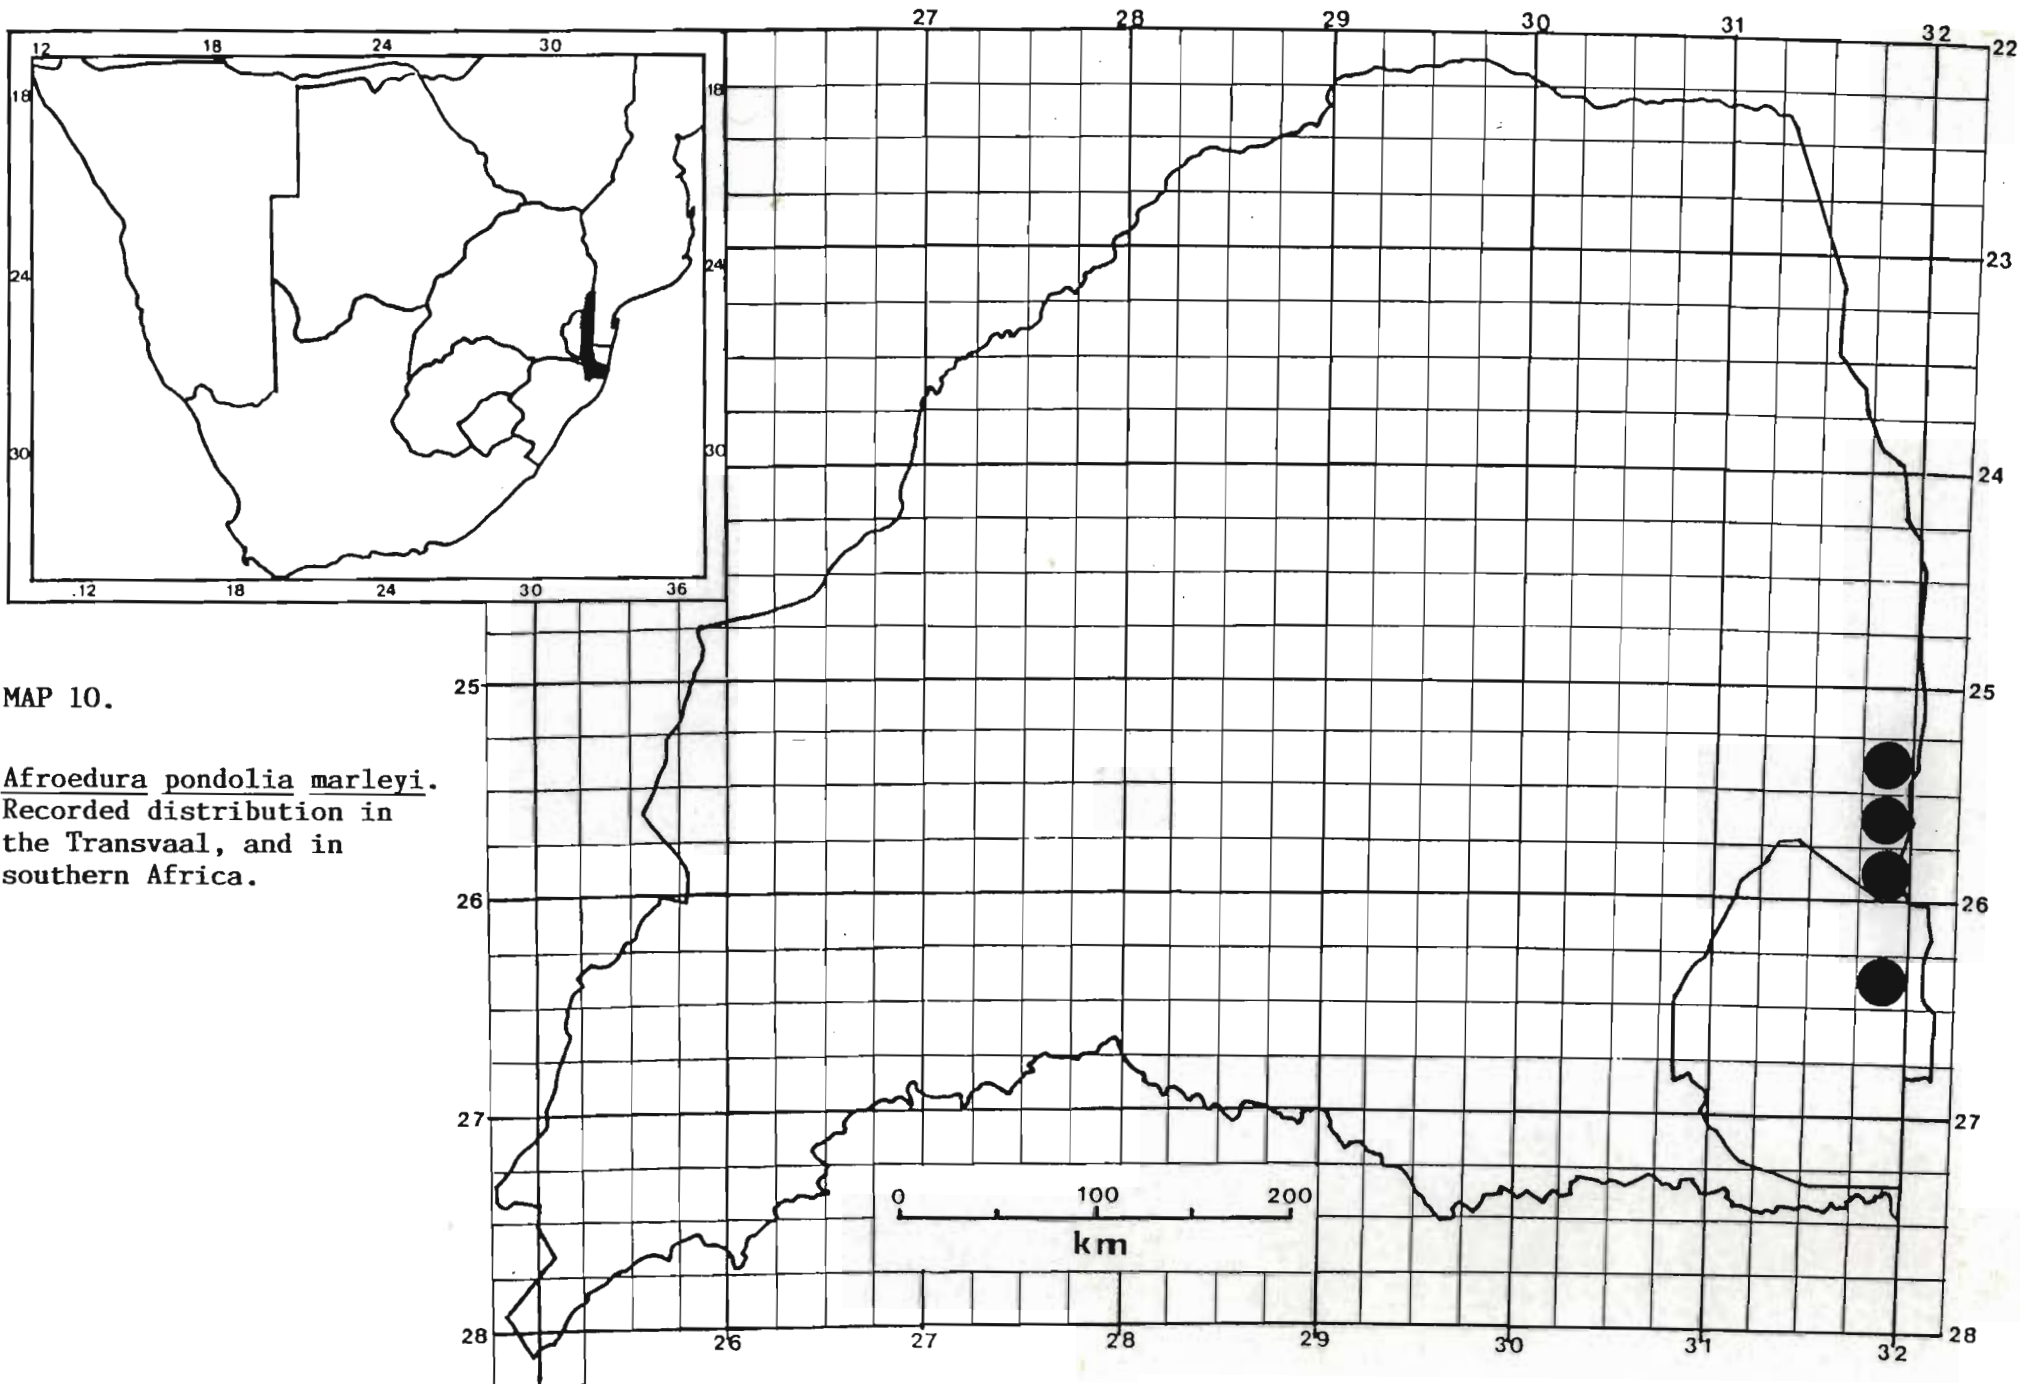 27 28 29 30 31 32
22
12 18 24 30
18 18
24 24
23
30 30
24
.12 18 24 30 36
25 25
MAP 10.
Afroedura pondolia marleyi.
Recorded distribution in
the Transvaal, and in
southern Africa.
26 26
27 27
0 100 200
km
28 28
26 27 28 29 30 31 32